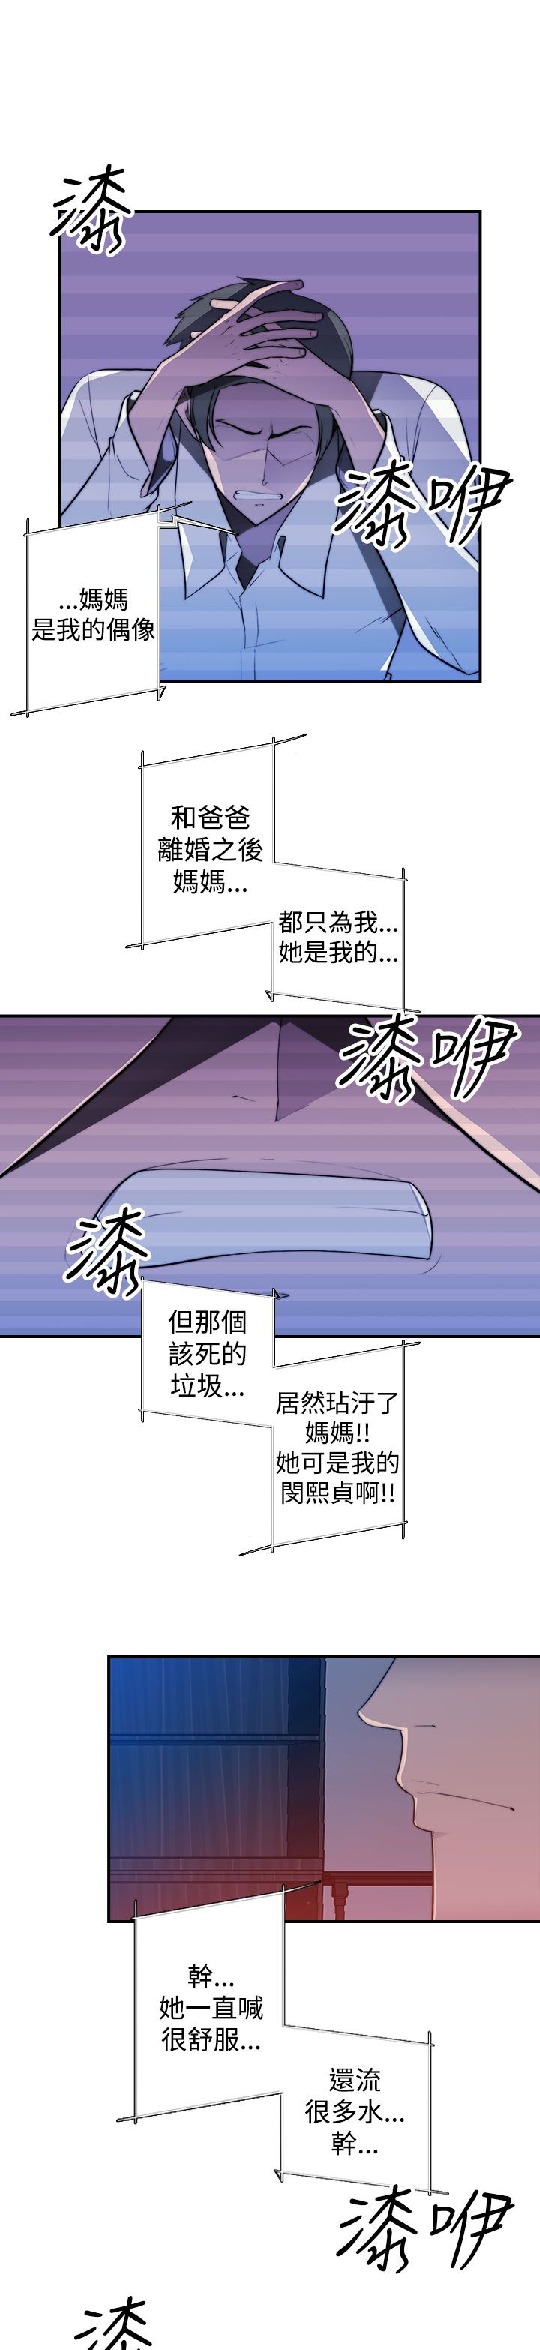 漆
漆咿
...媽媽
是我的偶像
和爸爸
離婚之後
媽媽...
都只為我...
她是我的...
漆咿
漆
但那個
該死的
垃圾...
居然玷汙了
媽媽!!
她可是我的
閔熙貞啊!!
幹...
她一直喊
很舒服...
還流
很多水...
幹...
漆咿